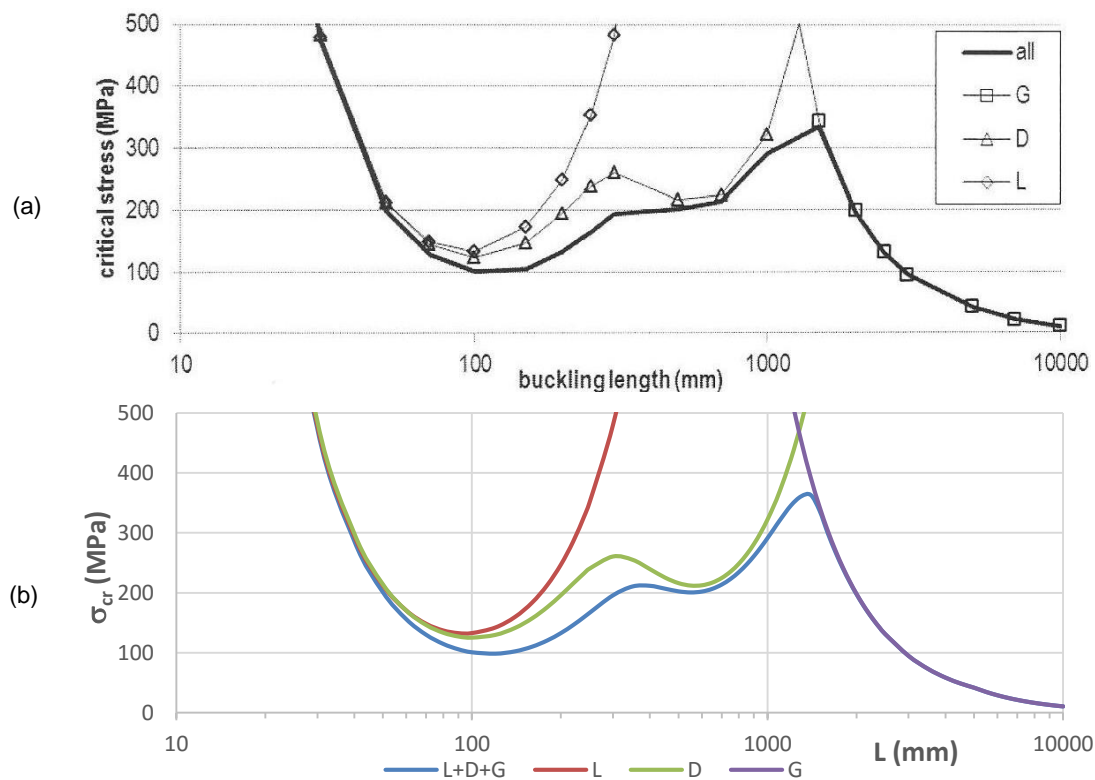 (a)
critical stress (MPa)
500
400
300
200
100
0
10
100
1000
10000
buckling length (mm)
all
G
D
L
(b)
σcr (MPa)
500
400
300
200
100
0
10
100
1000
10000
L (mm)
L+D+G L D G